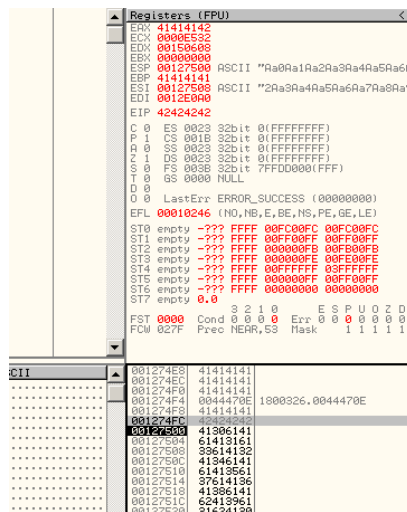 Registers (FPU) <
EAX 41414142
ECX 0000E532
EDX 00150608
EBX 00000000
ESP 00127500 ASCII "Aa0Aa1Aa2Aa3Aa4Aa5Aa6
EBP 41414141
ESI 00127508 ASCII "2Aa3Aa4Aa5Aa6Aa7Aa8A
EDI 0012E0A0
EIP 42424242
C 0 ES 0023 32bit 0(FFFFFFFF)
P 1 CS 001B 32bit 0(FFFFFFFF)
A 0 SS 0023 32bit 0(FFFFFFFF)
Z 1 DS 0023 32bit 0(FFFFFFFF)
S 0 FS 003B 32bit 7FFDD000(FFF)
T 0 GS 0000 NULL
D 0
O 0 LastErr ERROR_SUCCESS (00000000)
EFL 00010246 (NO,NB,E,BE,NS,PE,GE,LE)
ST0 empty -??? FFFF 00FC00FC 00FC00FC
ST1 empty -??? FFFF 00FF00FF 00FF00FF
ST2 empty -??? FFFF 000000FB 00FB00FB
ST3 empty -??? FFFF 000000FE 00FE00FE
ST4 empty -??? FFFF 00FFFFFF 03FFFFFF
ST5 empty -??? FFFF 000000FF 00FF00FF
ST6 empty -??? FFFF 00000000 00000000
ST7 empty 0.0
3 2 1 0 E S P U O Z D
FST 0000 Cond 0 0 0 0 Err 0 0 0 0 0 0 0
FCW 027F Prec NEAR,53 Mask 1 1 1 1 1
CII
001274E8 41414141
001274EC 41414141
001274F0 41414141
001274F4 0044470E 1800326.0044470E
001274F8 41414141
001274FC 42424242
00127500 41306141
00127504 61413161
00127508 33614132
0012750C 41346141
00127510 61413561
00127514 37614136
00127518 41386141
0012751C 62413961
00127520 31624130